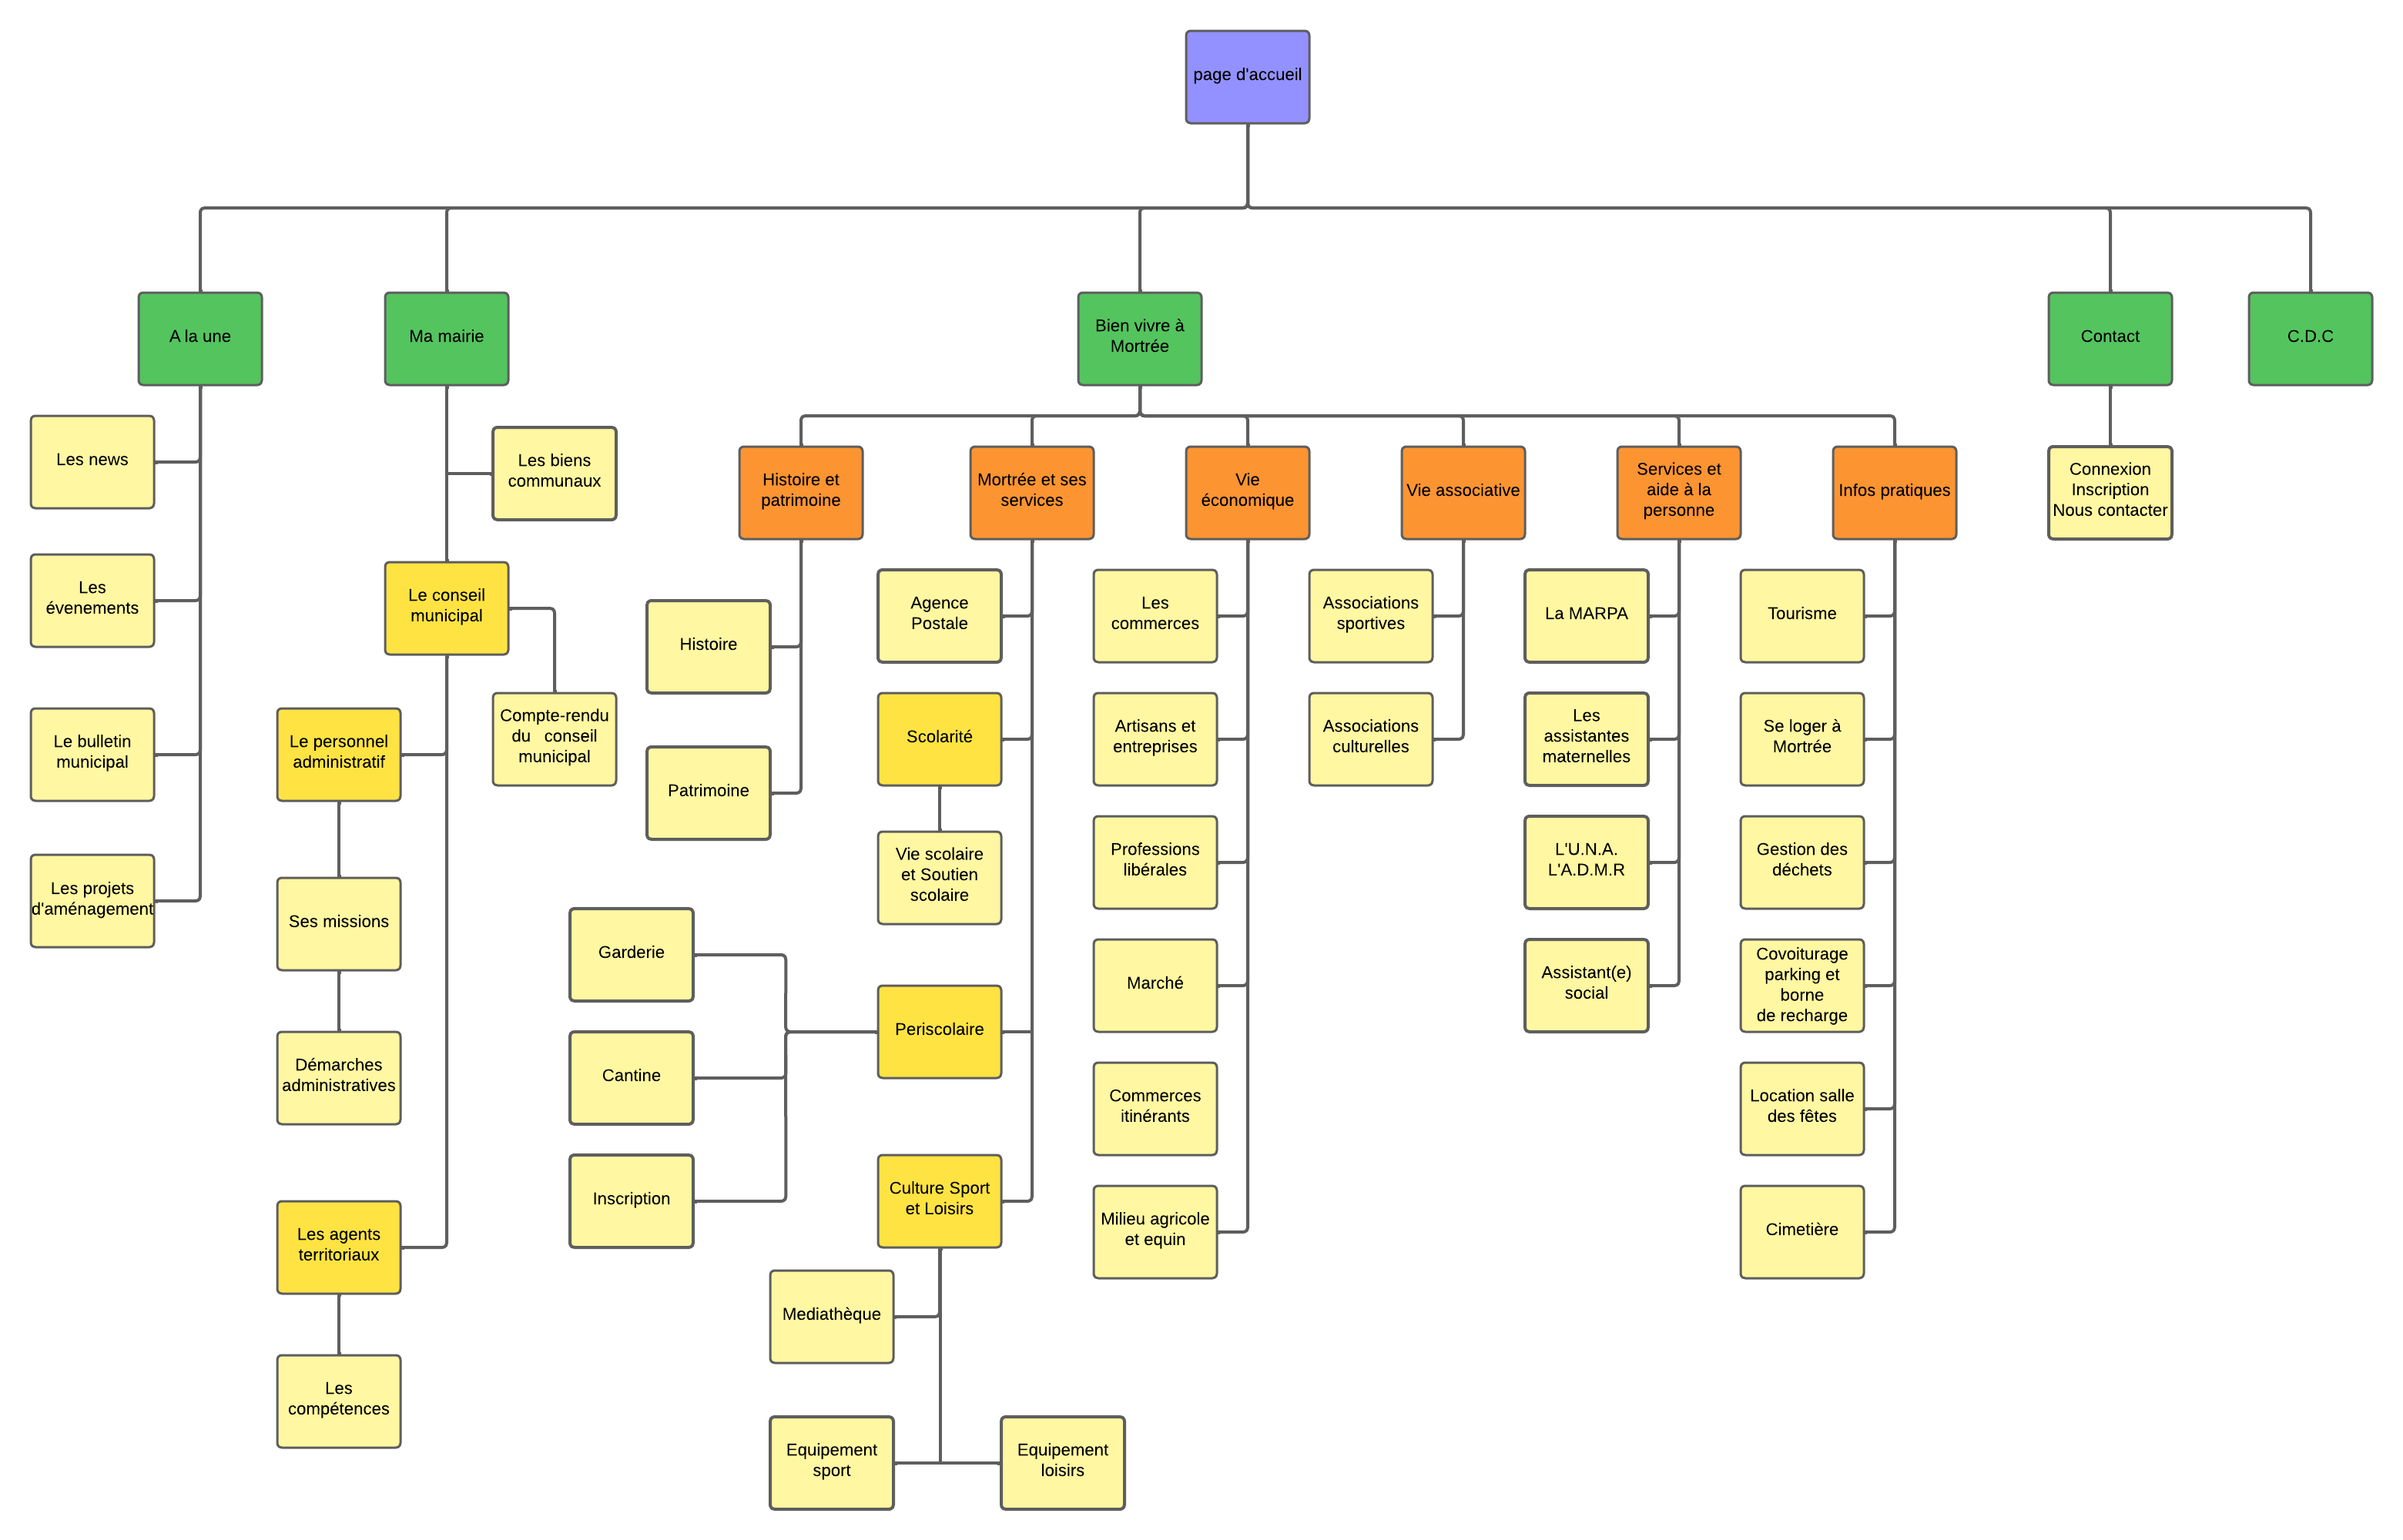 page d'accueil
A la une
Ma mairie
Bien vivre à
Mortrée
Contact
C.D.C
Les news
Les
évenements
Le bulletin
municipal
Les projets
d'aménagement
Les biens
communaux
Le conseil
municipal
Compte-rendu
du conseil
municipal
Le personnel
administratif
Ses missions
Démarches
administratives
Les agents
territoriaux
Les
compétences
Histoire et
patrimoine
Histoire
Patrimoine
Mortrée et ses
services
Agence
Postale
Scolarité
Vie scolaire
et Soutien
scolaire
Periscolaire
Garderie
Cantine
Inscription
Culture Sport
et Loisirs
Mediathèque
Equipement
sport
Equipement
loisirs
Vie
économique
Les
commerces
Artisans et
entreprises
Professions
libérales
Marché
Commerces
itinérants
Milieu agricole
et equin
Vie associative
Associations
sportives
Associations
culturelles
Services et
aide à la
personne
La MARPA
Les
assistantes
maternelles
L'U.N.A.
L'A.D.M.R
Assistant(e)
social
Infos pratiques
Tourisme
Se loger à
Mortrée
Gestion des
déchets
Covoiturage
parking et
borne
de recharge
Location salle
des fêtes
Cimetière
Connexion
Inscription
Nous contacter